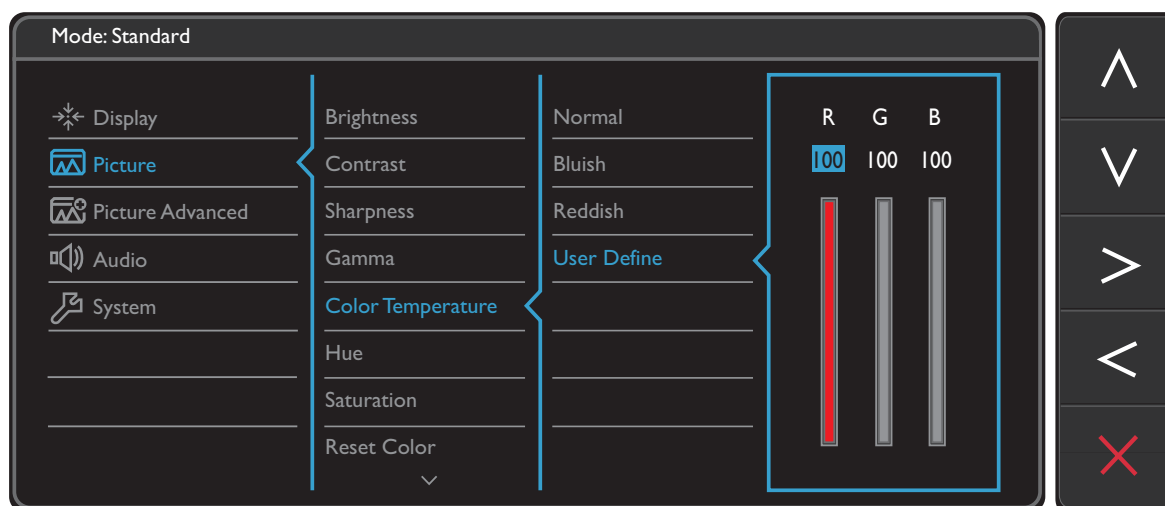 Mode: Standard
Display
Picture
Picture Advanced
Audio
System
Brightness
Contrast
Sharpness
Gamma
Color Temperature
Hue
Saturation
Reset Color
Normal
Bluish
Reddish
User Define
R G B
100 100 100